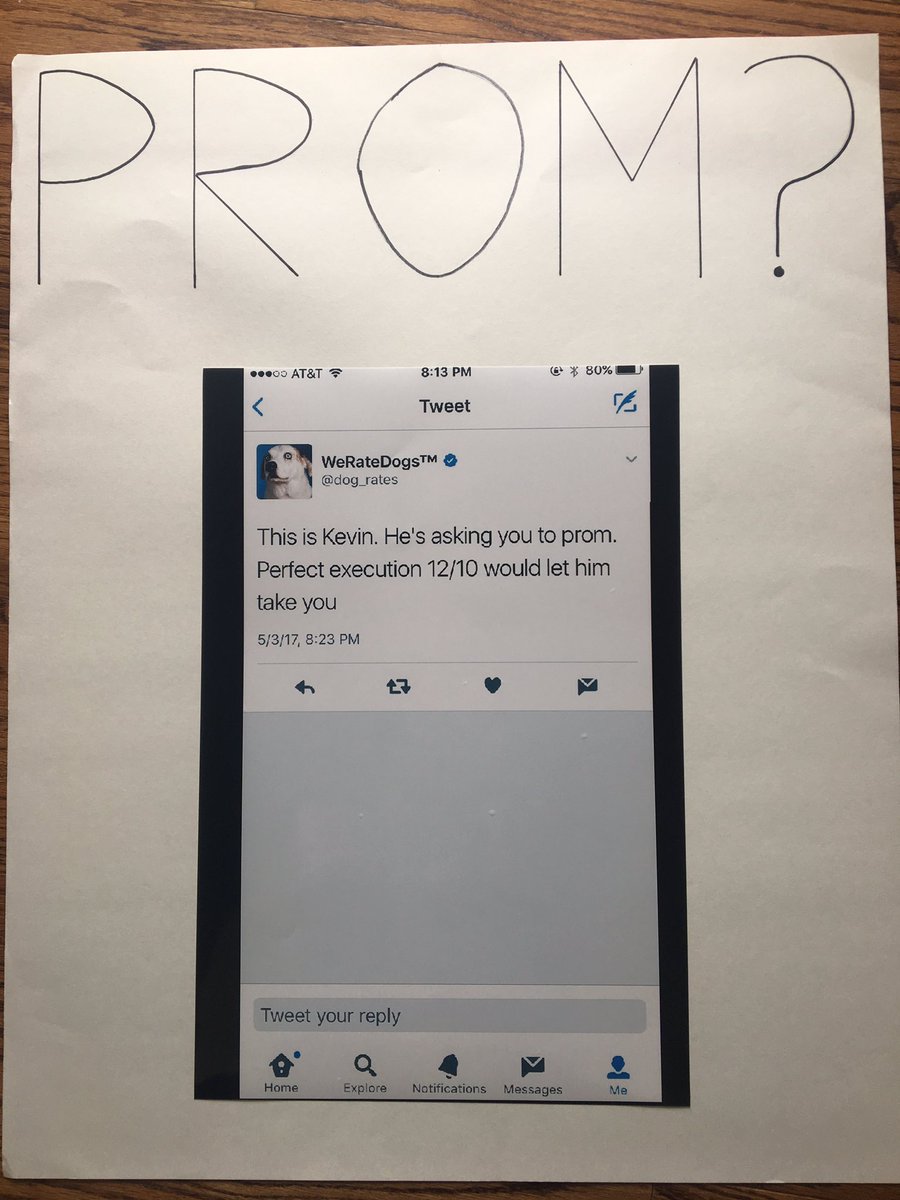 PROM?
AT&T 8:13 PM 80%
Tweet
WeRateDogs™
@dog_rates
This is Kevin. He's asking you to prom.
Perfect execution 12/10 would let him
take you
5/3/17, 8:23 PM
Tweet your reply
Home Explore Notifications Messages Me